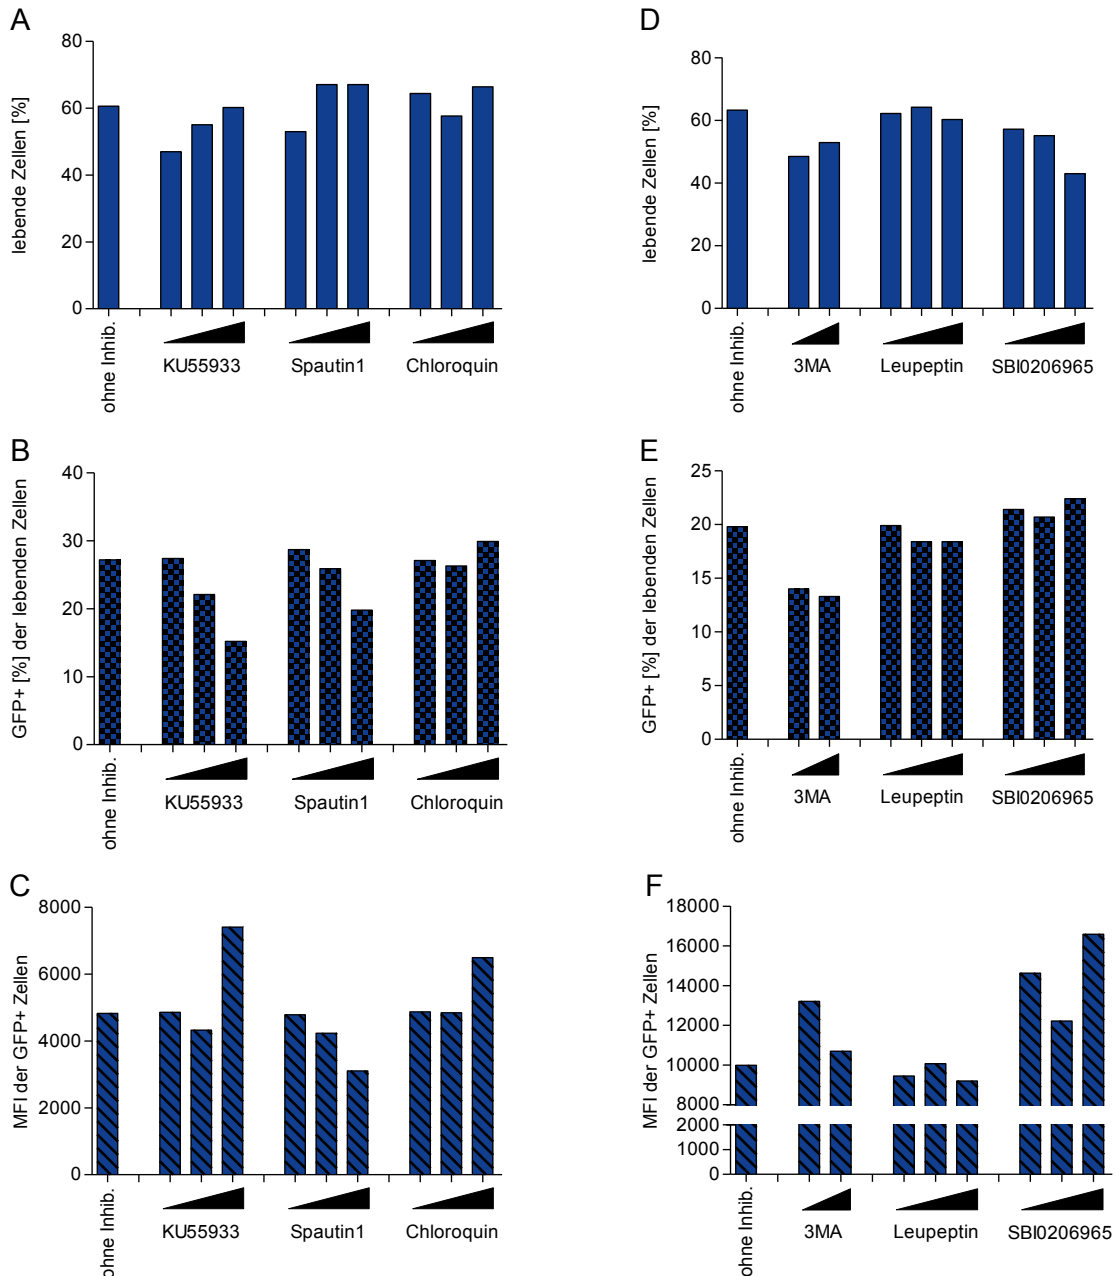 A
lebende Zellen [%]
80
60
40
20
0
ohne Inhib.
KU55933
Spautin1
Chloroquin
D
lebende Zellen [%]
80
60
40
20
0
ohne Inhib.
3MA
Leupeptin
SBI0206965
B
GFP+ [%] der lebenden Zellen
40
30
20
10
0
ohne Inhib.
KU55933
Spautin1
Chloroquin
E
GFP+ [%] der lebenden Zellen
25
20
15
10
5
0
ohne Inhib.
3MA
Leupeptin
SBI0206965
C
MFI der GFP+ Zellen
8000
6000
4000
2000
0
ohne Inhib.
KU55933
Spautin1
Chloroquin
F
MFI der GFP+ Zellen
18000
16000
14000
12000
10000
8000
2000
1000
0
ohne Inhib.
3MA
Leupeptin
SBI0206965